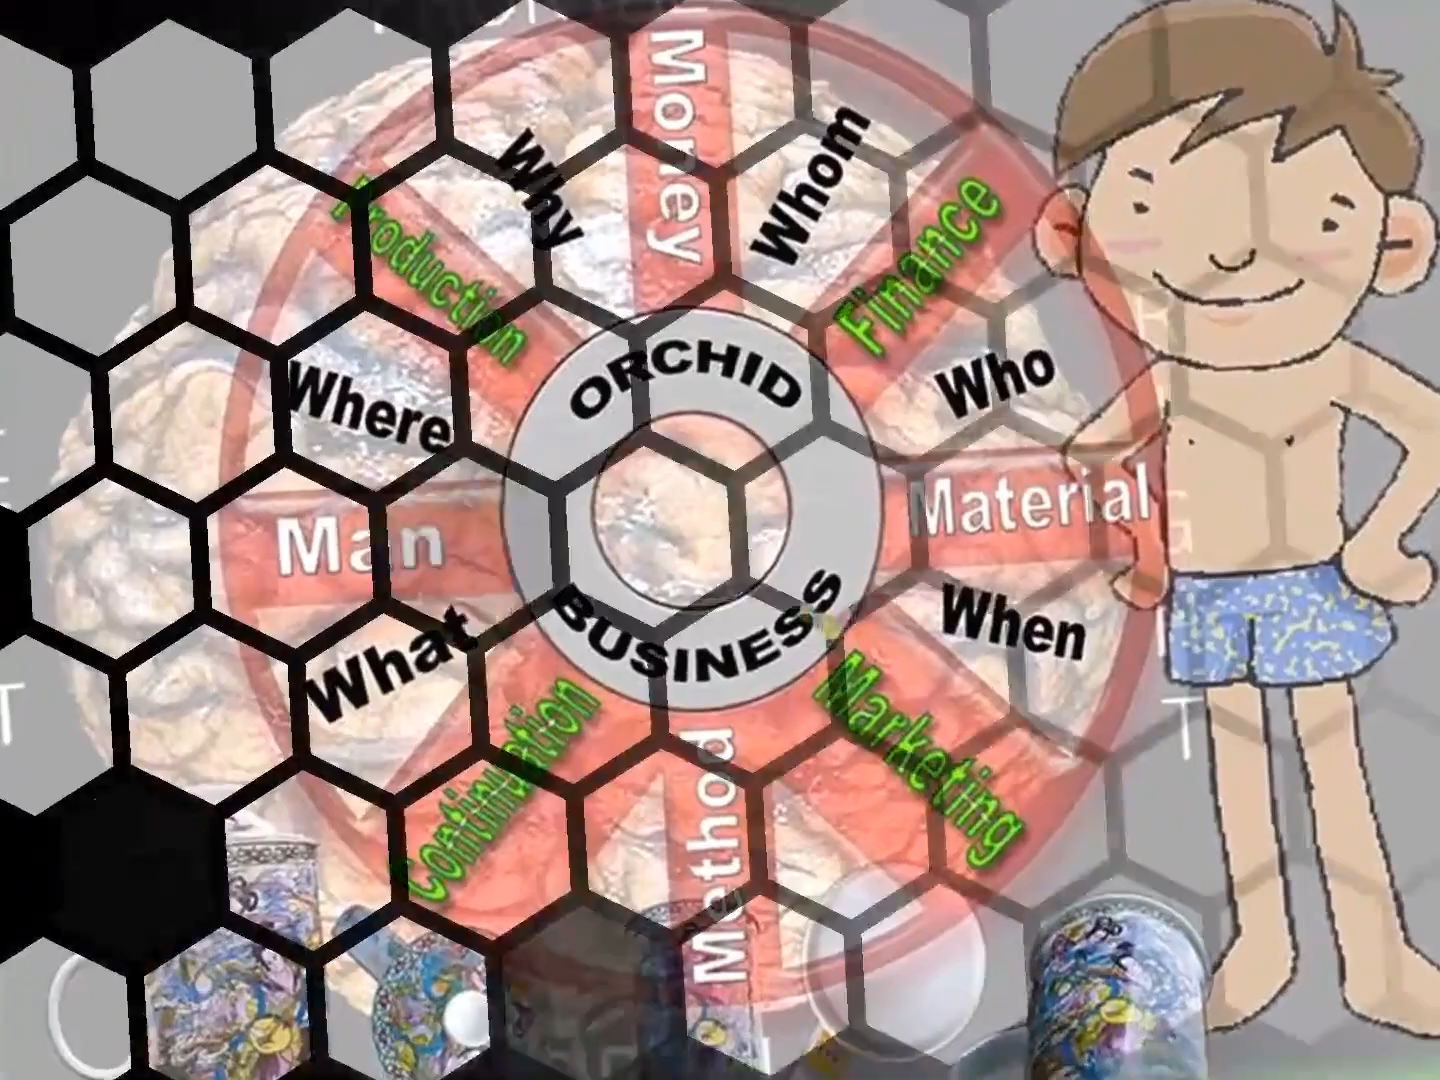 Money
Why
Whom
Production
Finance
ORCHID
Who
Where
Material
Man
BUSINESS
When
What
Continuation
Marketing
Method
T
T